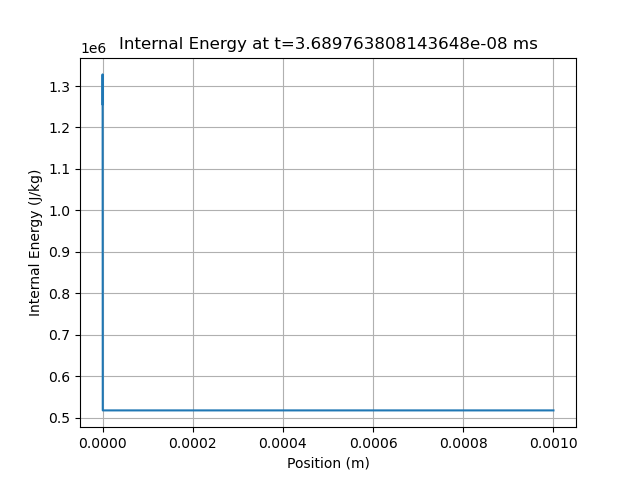 Internal Energy at t=3.689763808143648e-08 ms
1e6
1.3
1.2
1.1
1.0
0.9
0.8
0.7
0.6
0.5
Internal Energy (J/kg)
0.0000 0.0002 0.0004 0.0006 0.0008 0.0010
Position (m)